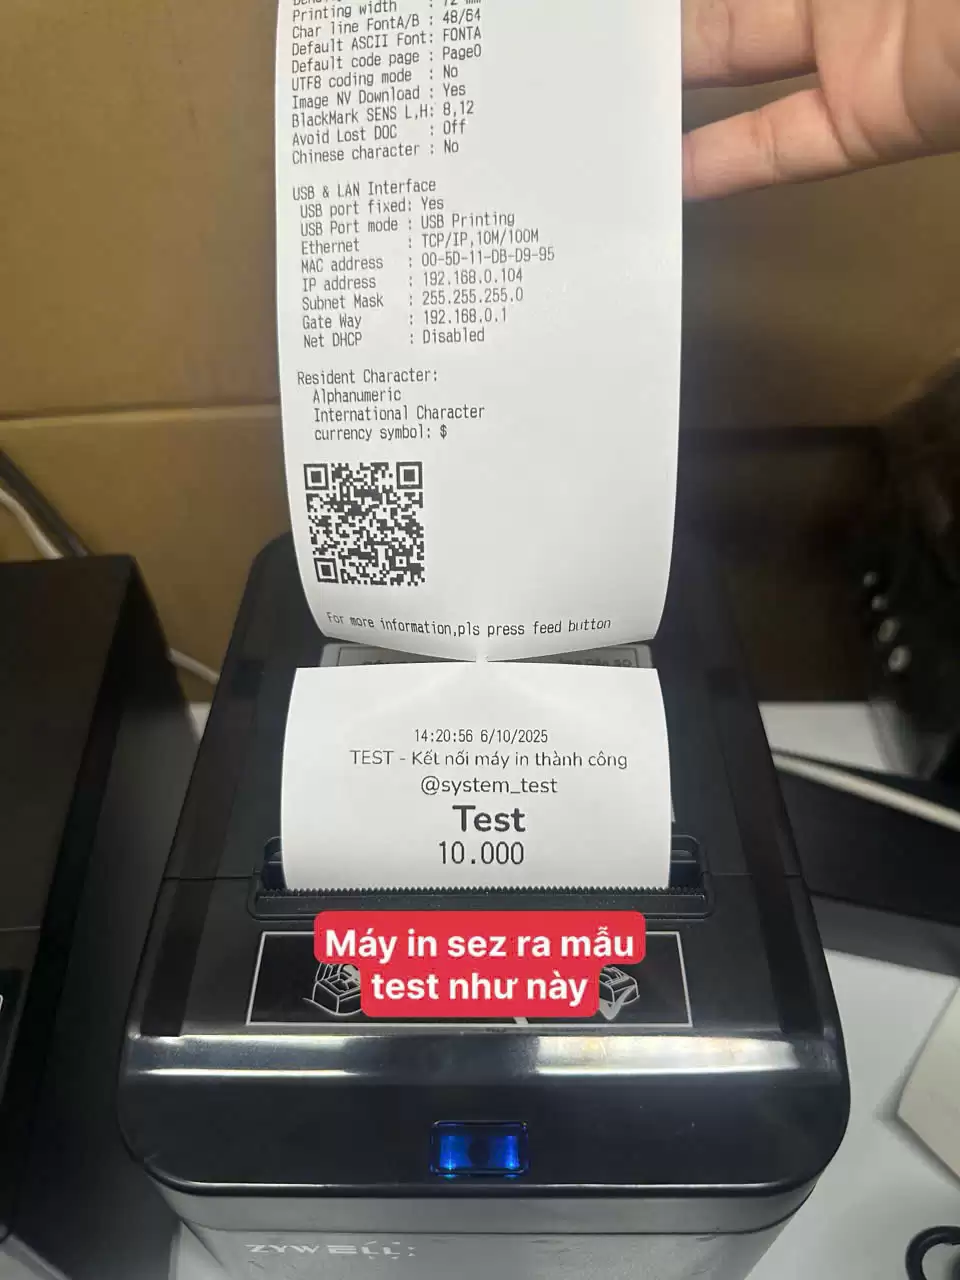 Printing width : 72 mm
Char line FontA/B : 48/64
Default ASCII Font: FONTA
Default code page : Page0
UTF8 coding mode : No
Image NV Download : Yes
BlackMark SENS L,H: 8,12
Avoid Lost DOC : Off
Chinese character : No
USB & LAN Interface
USB port fixed: Yes
USB Port mode : USB Printing
Ethernet : TCP/IP,10M/100M
MAC address : 00-5D-11-DB-D9-95
IP address : 192.168.0.104
Subnet Mask : 255.255.255.0
Gate Way : 192.168.0.1
Net DHCP : Disabled
Resident Character:
Alphanumeric
International Character
currency symbol: $
For more information,pls press feed button
14:20:56 6/10/2025
TEST - Kết nối máy in thành công
@system_test
Test
10.000
Máy in sez ra mẫu
test như này
ZYWELL